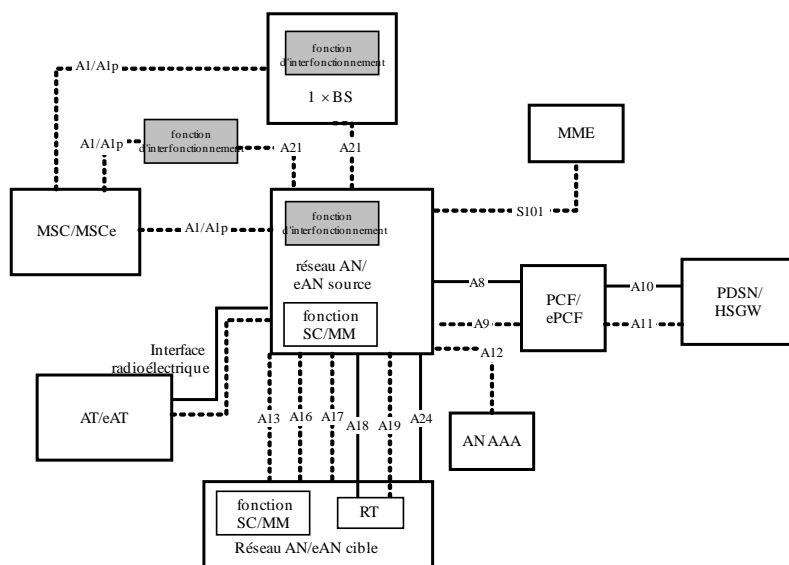 fonction
d'interfonctionnement
1 × BS
A1/A1p
A1/A1p
fonction
d'interfonctionnement
A21
A21
MME
MSC/MSCe
A1/A1p
fonction
d'interfonctionnement
S101
réseau AN/
eAN source
A8
PCF/
ePCF
A10
PDSN/
HSGW
fonction
SC/MM
A9
A11
Interface
radioélectrique
A12
AT/eAT
A13
A16
A17
A18
A19
A24
AN AAA
fonction
SC/MM
RT
Réseau AN/eAN cible